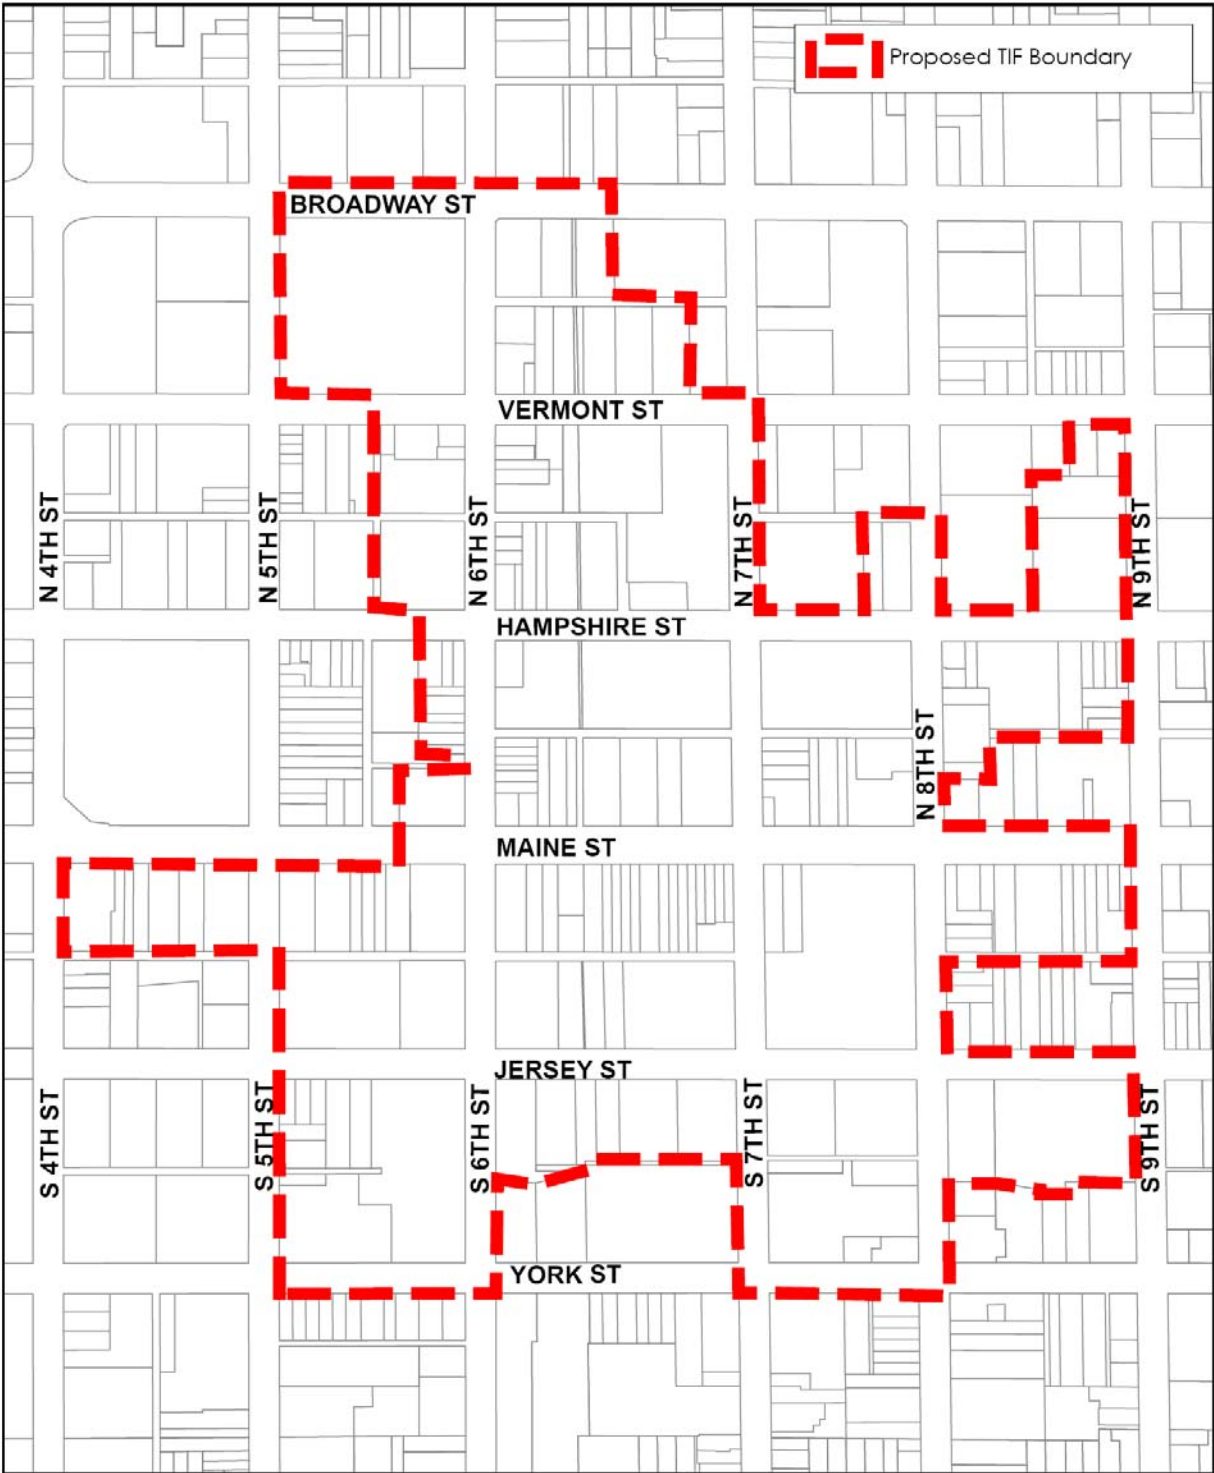 Proposed TIF Boundary
BROADWAY ST
VERMONT ST
N 4TH ST
N 5TH ST
N 6TH ST
N 7TH ST
N 9TH ST
HAMPSHIRE ST
N 8TH ST
MAINE ST
JERSEY ST
S 4TH ST
S 5TH ST
S 6TH ST
S 7TH ST
S 9TH ST
YORK ST